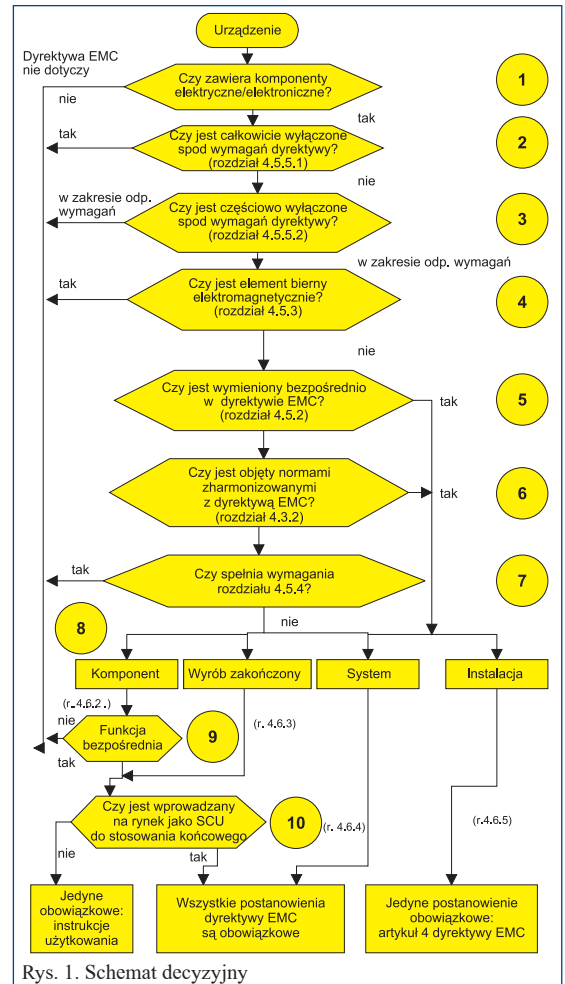 Urządzenie
Dyrektywa EMC
nie dotyczy
Czy zawiera komponenty
elektryczne/elektroniczne?
1
nie
tak
tak
Czy jest całkowicie wyłączone
spod wymagań dyrektywy?
(rozdział 4.5.5.1)
2
nie
w zakresie odp.
wymagań
Czy jest częściowo wyłączone
spod wymagań dyrektywy?
(rozdział 4.5.5.2)
3
w zakresie odp. wymagań
tak
Czy jest element bierny
elektromagnetycznie?
(rozdział 4.5.3)
4
nie
Czy jest wymieniony bezpośrednio
w dyrektywie EMC?
(rozdział 4.5.2)
tak
5
Czy jest objęty normami
zharmonizowanymi
z dyrektywą EMC?
(rozdział 4.3.2)
tak
6
tak
Czy spełnia wymagania
rozdziału 4.5.4?
7
nie
8
Komponent
Wyrób zakończony
System
Instalacja
(r.4.6.2.)
nie
Funkcja
bezpośrednia
9
(r. 4.6.3)
tak
Czy jest wprowadzany
na rynek jako SCU
do stosowania końcowego
10
(r. 4.6.4)
(r.4.6.5)
nie
tak
Jedyne
obowiązkowe:
instrukcje
użytkowania
Wszystkie postanowienia
dyrektywy EMC
są obowiązkowe
Jedyne postanowienie
obowiązkowe:
artykuł 4 dyrektywy EMC
Rys. 1. Schemat decyzyjny